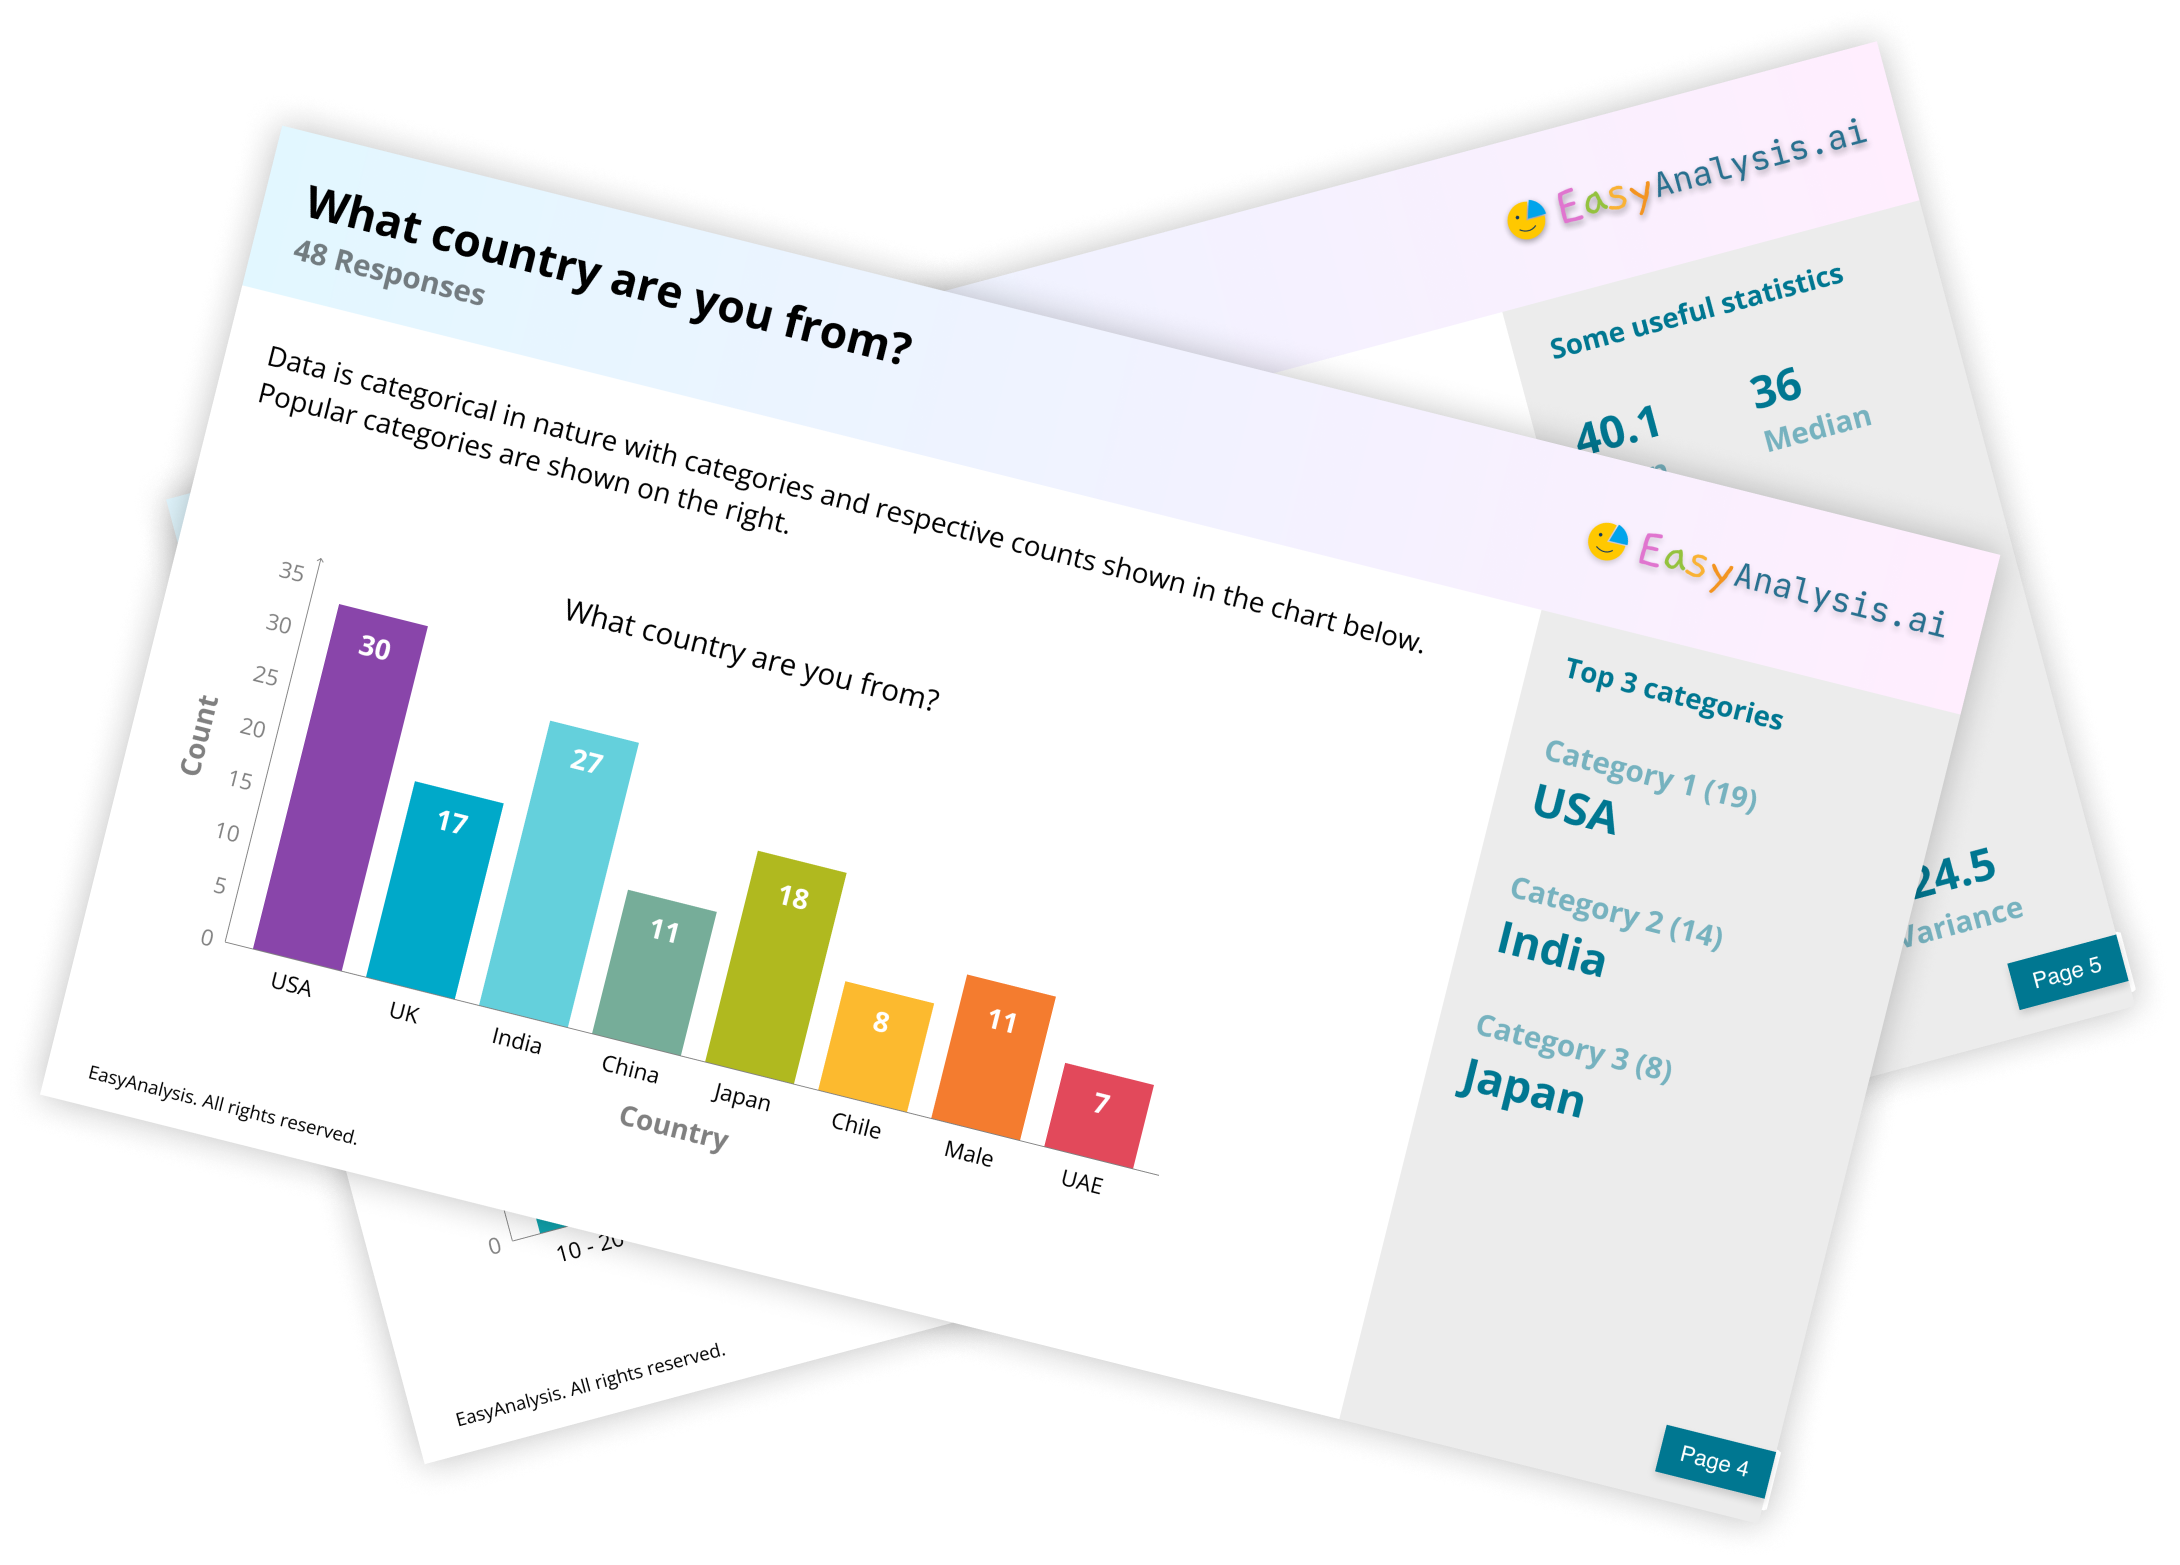 What country are you from?
48 Responses
EasyAnalysis.ai
Data is categorical in nature with categories and respective counts shown in the chart below.
Popular categories are shown on the right.
What country are you from?
Count
35
30
25
20
15
10
5
0
30
17
27
11
18
8
11
7
USA
UK
India
China
Japan
Chile
Male
UAE
Country
Top 3 categories
Category 1 (19)
USA
Category 2 (14)
India
Category 3 (8)
Japan
EasyAnalysis. All rights reserved.
Page 4
EasyAnalysis.ai
Some useful statistics
40.1
36
Median
24.5
Variance
0
10 - 20
EasyAnalysis. All rights reserved.
Page 5